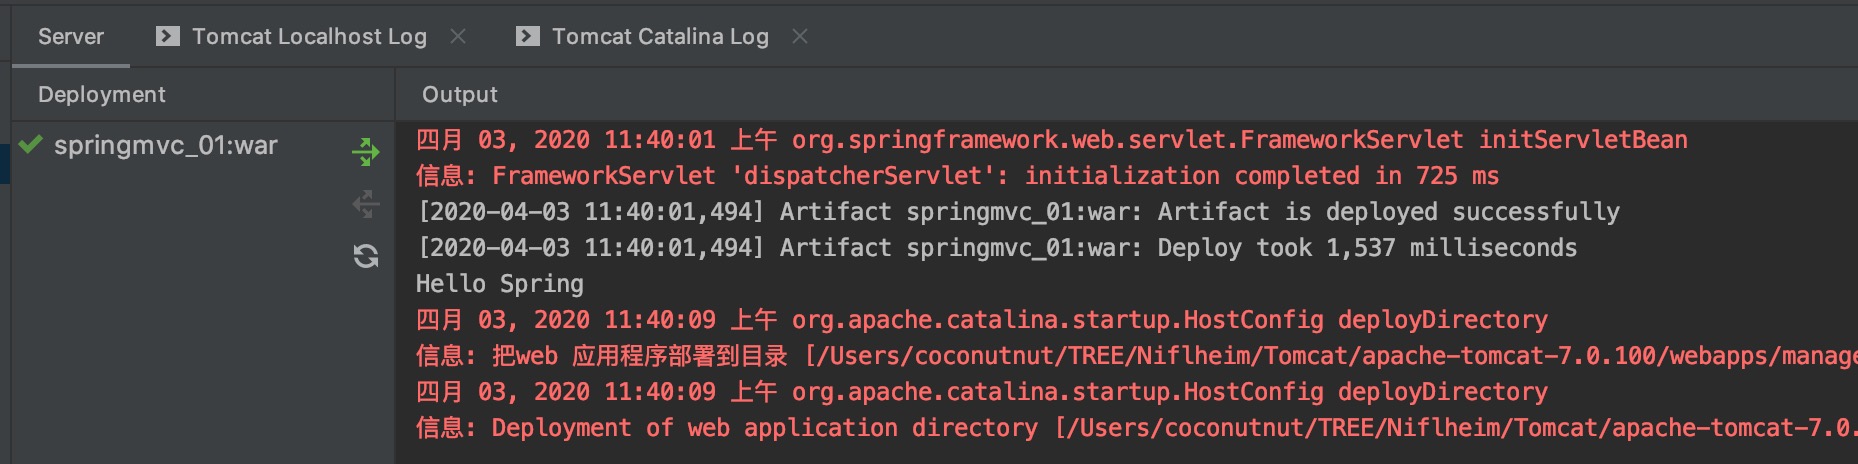 Server
Tomcat Localhost Log
Tomcat Catalina Log
Deployment
Output
springmvc_01:war
四月 03, 2020 11:40:01 上午 org.springframework.web.servlet.FrameworkServlet initServletBean
信息: FrameworkServlet 'dispatcherServlet': initialization completed in 725 ms
[2020-04-03 11:40:01,494] Artifact springmvc_01:war: Artifact is deployed successfully
[2020-04-03 11:40:01,494] Artifact springmvc_01:war: Deploy took 1,537 milliseconds
Hello Spring
四月 03, 2020 11:40:09 上午 org.apache.catalina.startup.HostConfig deployDirectory
信息: 把web 应用程序部署到目录 [/Users/coconutnut/TREE/Niflheim/Tomcat/apache-tomcat-7.0.100/webapps/manage
四月 03, 2020 11:40:09 上午 org.apache.catalina.startup.HostConfig deployDirectory
信息: Deployment of web application directory [/Users/coconutnut/TREE/Niflheim/Tomcat/apache-tomcat-7.0.